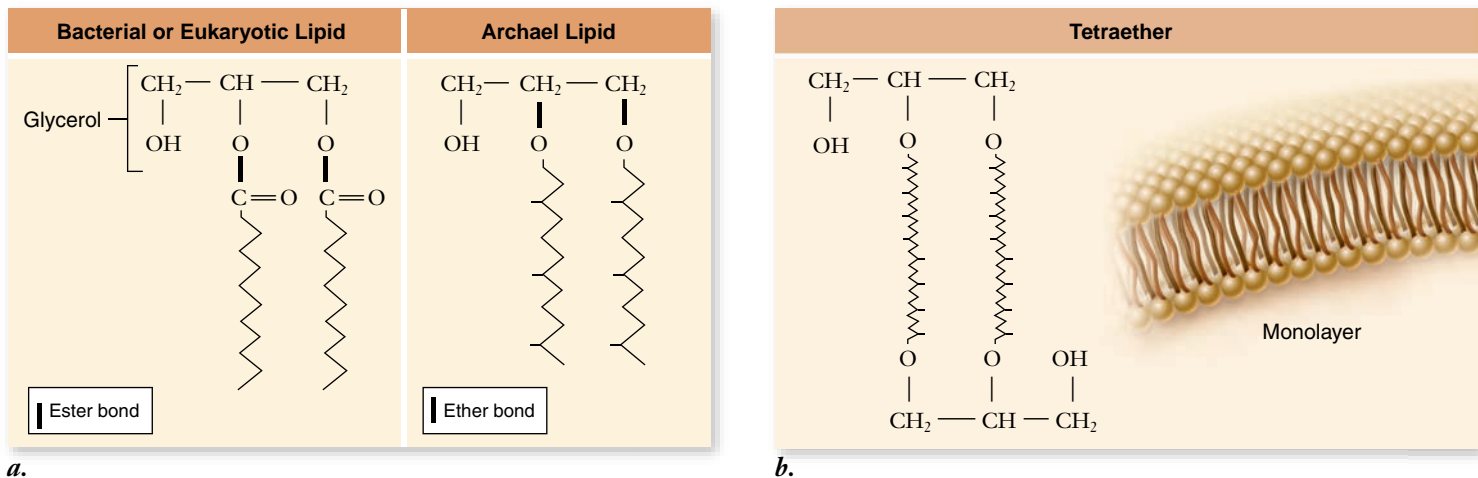 Bacterial or Eukaryotic Lipid
Glycerol
CH₂ — CH — CH₂
OH O O
C=O C=O
Ester bond
Archael Lipid
CH₂ — CH₂ — CH₂
OH O O
Ether bond
a.
Tetraether
CH₂ — CH — CH₂
OH O O
O O OH
CH₂ — CH — CH₂
Monolayer
b.